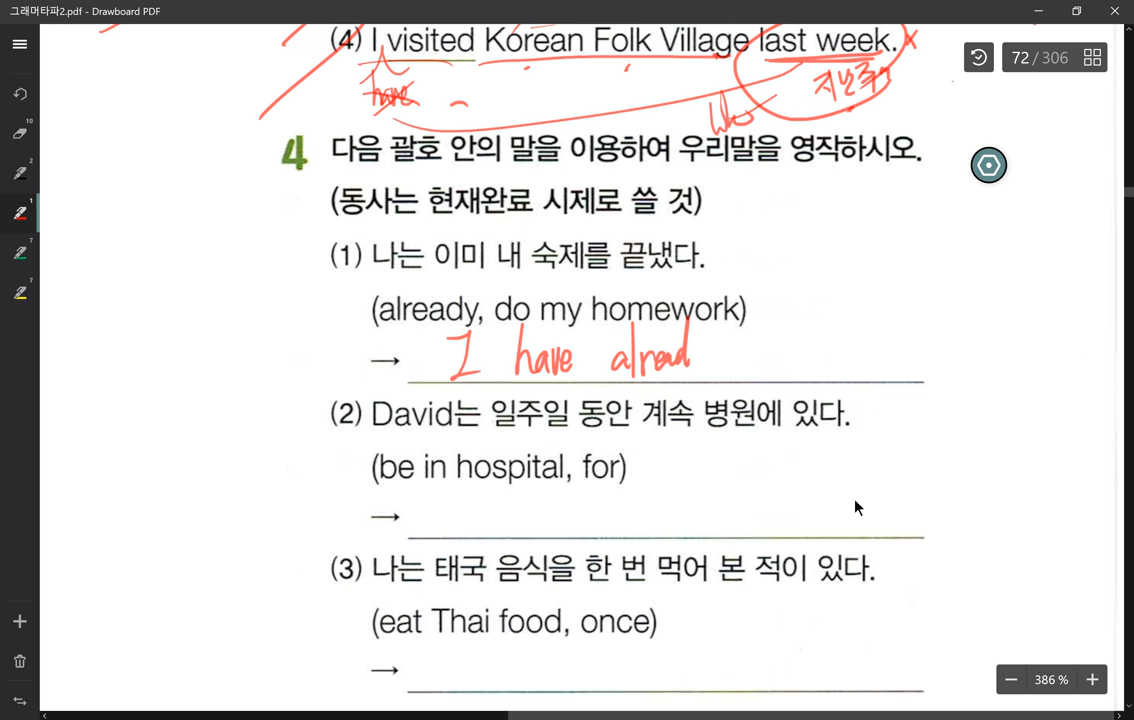 그래머타파2.pdf - Drawboard PDF
(4) I visited Korean Folk Village last week.
have
지난주
72 / 306
10
2
1
7
7
4 다음 괄호 안의 말을 이용하여 우리말을 영작하시오.
(동사는 현재완료 시제로 쓸 것)
(1) 나는 이미 내 숙제를 끝냈다.
(already, do my homework)
→ I have alread
(2) David는 일주일 동안 계속 병원에 있다.
(be in hospital, for)
→
(3) 나는 태국 음식을 한 번 먹어 본 적이 있다.
(eat Thai food, once)
→
386 %